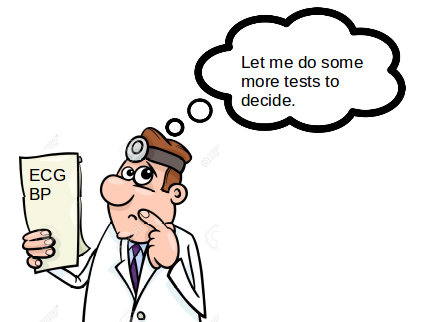 Let me do some
more tests to
decide.
ECG
BP